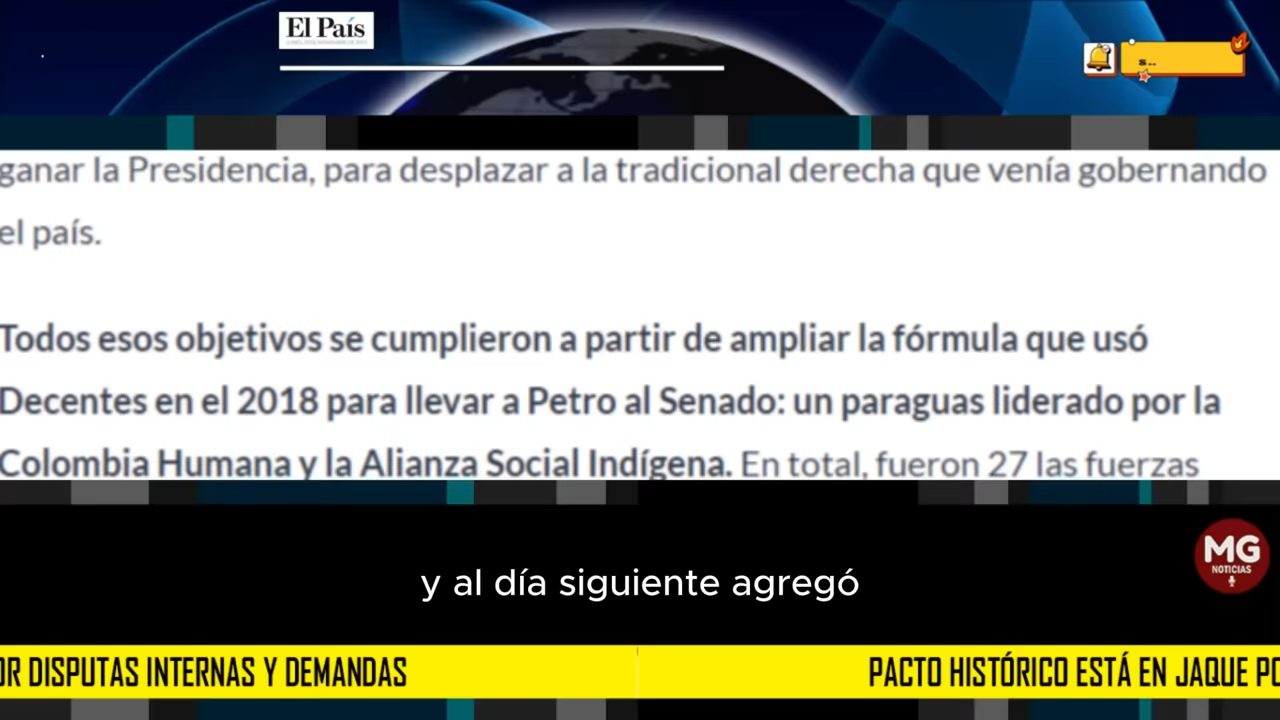 El País
s..
ganar la Presidencia, para desplazar a la tradicional derecha que venía gobernando
el país.
Todos esos objetivos se cumplieron a partir de ampliar la fórmula que usó
Decentes en el 2018 para llevar a Petro al Senado: un paraguas liderado por la
Colombia Humana y la Alianza Social Indígena. En total, fueron 27 las fuerzas
MG
NOTICIAS
y al día siguiente agregó
OR DISPUTAS INTERNAS Y DEMANDAS
PACTO HISTÓRICO ESTÁ EN JAQUE PO